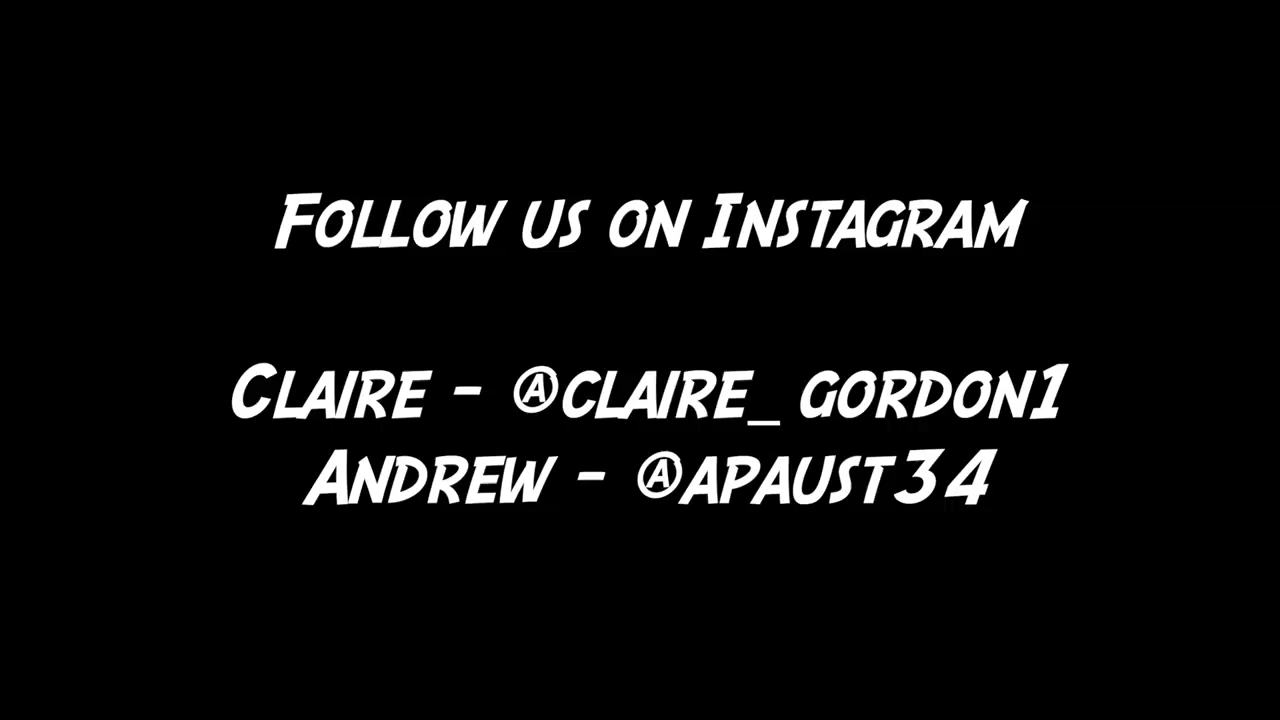 Follow us on Instagram
Claire - @claire_gordon1
Andrew - @apaust34